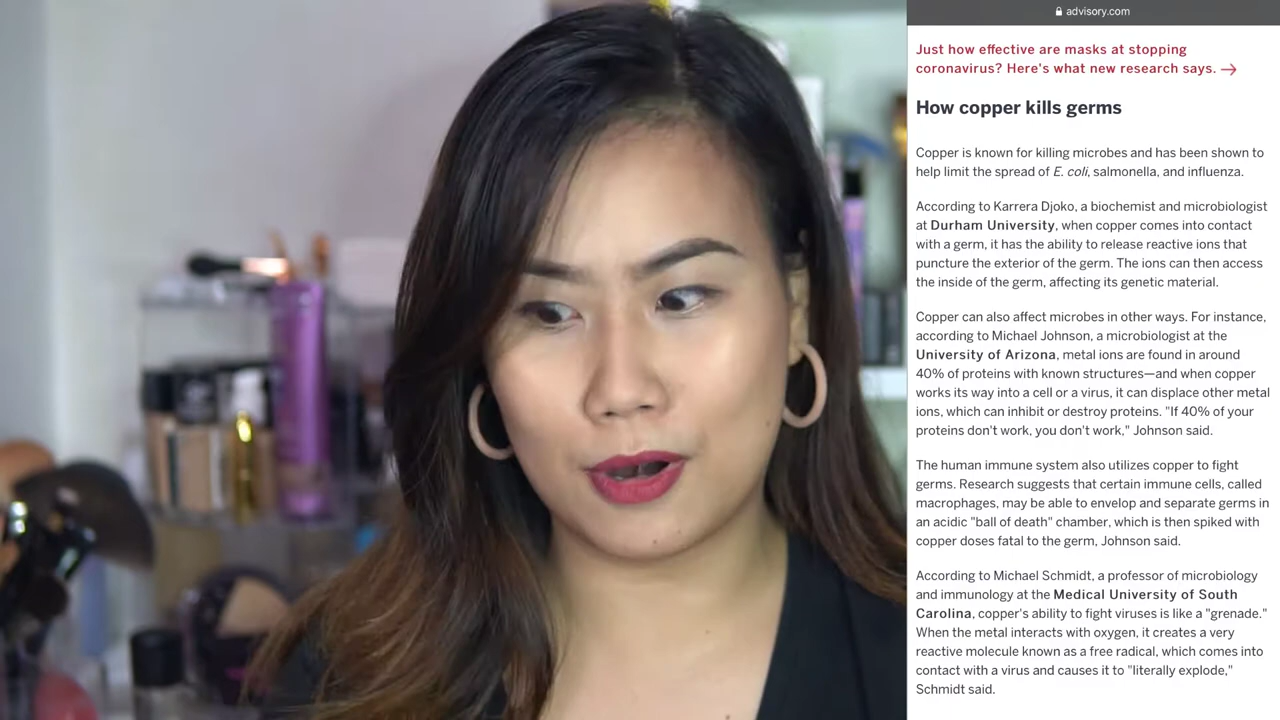 advisory.com
Just how effective are masks at stopping
coronavirus? Here's what new research says. →
How copper kills germs
Copper is known for killing microbes and has been shown to
help limit the spread of E. coli, salmonella, and influenza.
According to Karrera Djoko, a biochemist and microbiologist
at Durham University, when copper comes into contact
with a germ, it has the ability to release reactive ions that
puncture the exterior of the germ. The ions can then access
the inside of the germ, affecting its genetic material.
Copper can also affect microbes in other ways. For instance,
according to Michael Johnson, a microbiologist at the
University of Arizona, metal ions are found in around
40% of proteins with known structures—and when copper
works its way into a cell or a virus, it can displace other metal
ions, which can inhibit or destroy proteins. "If 40% of your
proteins don't work, you don't work," Johnson said.
The human immune system also utilizes copper to fight
germs. Research suggests that certain immune cells, called
macrophages, may be able to envelop and separate germs in
an acidic "ball of death" chamber, which is then spiked with
copper doses fatal to the germ, Johnson said.
According to Michael Schmidt, a professor of microbiology
and immunology at the Medical University of South
Carolina, copper's ability to fight viruses is like a "grenade."
When the metal interacts with oxygen, it creates a very
reactive molecule known as a free radical, which comes into
contact with a virus and causes it to "literally explode,"
Schmidt said.